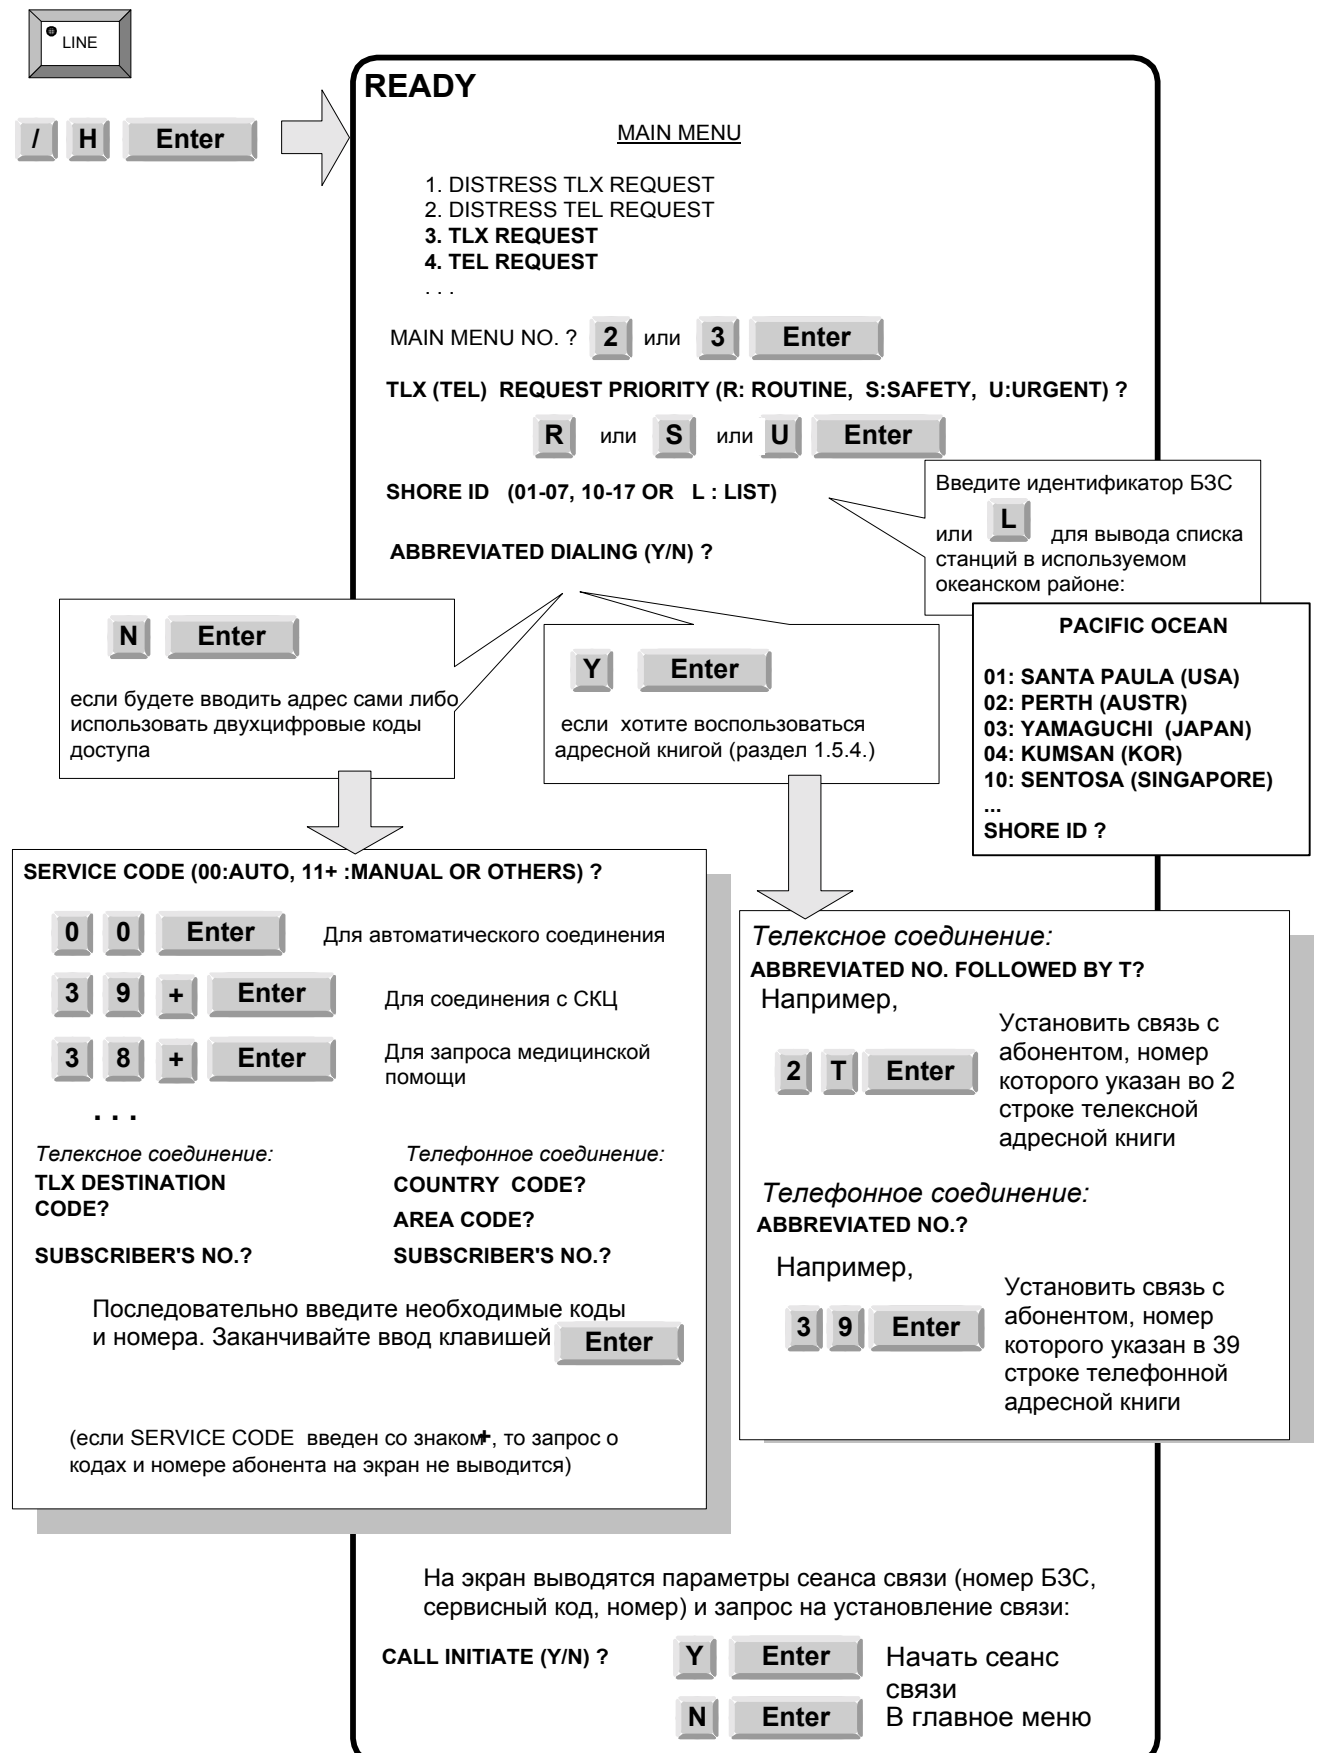 LINE
READY
/ H Enter
MAIN MENU
1. DISTRESS TLX REQUEST
2. DISTRESS TEL REQUEST
3. TLX REQUEST
4. TEL REQUEST
. . .
MAIN MENU NO. ? 2 или 3 Enter
TLX (TEL) REQUEST PRIORITY (R: ROUTINE, S:SAFETY, U:URGENT) ?
R или S или U Enter
SHORE ID (01-07, 10-17 OR L : LIST)
Введите идентификатор БЗС
или L для вывода списка
станций в используемом
океанском районе:
ABBREVIATED DIALING (Y/N) ?
PACIFIC OCEAN
01: SANTA PAULA (USA)
02: PERTH (AUSTR)
03: YAMAGUCHI (JAPAN)
04: KUMSAN (KOR)
10: SENTOSA (SINGAPORE)
...
SHORE ID ?
N Enter
если будете вводить адрес сами либо
использовать двухцифровые коды
доступа
Y Enter
если хотите воспользоваться
адресной книгой (раздел 1.5.4.)
SERVICE CODE (00:AUTO, 11+ :MANUAL OR OTHERS) ?
0 0 Enter Для автоматического соединения
3 9 + Enter Для соединения с СКЦ
3 8 + Enter Для запроса медицинской
помощи
. . .
Телексное соединение:
TLX DESTINATION
CODE?
SUBSCRIBER'S NO.?
Телефонное соединение:
COUNTRY CODE?
AREA CODE?
SUBSCRIBER'S NO.?
Последовательно введите необходимые коды
и номера. Заканчивайте ввод клавишей Enter
(если SERVICE CODE введен со знаком+, то запрос о
кодах и номере абонента на экран не выводится)
Телексное соединение:
ABBREVIATED NO. FOLLOWED BY T?
Например,
2 T Enter
Установить связь с
абонентом, номер
которого указан во 2
строке телексной
адресной книги
Телефонное соединение:
ABBREVIATED NO.?
Например,
3 9 Enter
Установить связь с
абонентом, номер
которого указан в 39
строке телефонной
адресной книги
На экран выводятся параметры сеанса связи (номер БЗС,
сервисный код, номер) и запрос на установление связи:
CALL INITIATE (Y/N) ? Y Enter Начать сеанс
связи
N Enter В главное меню